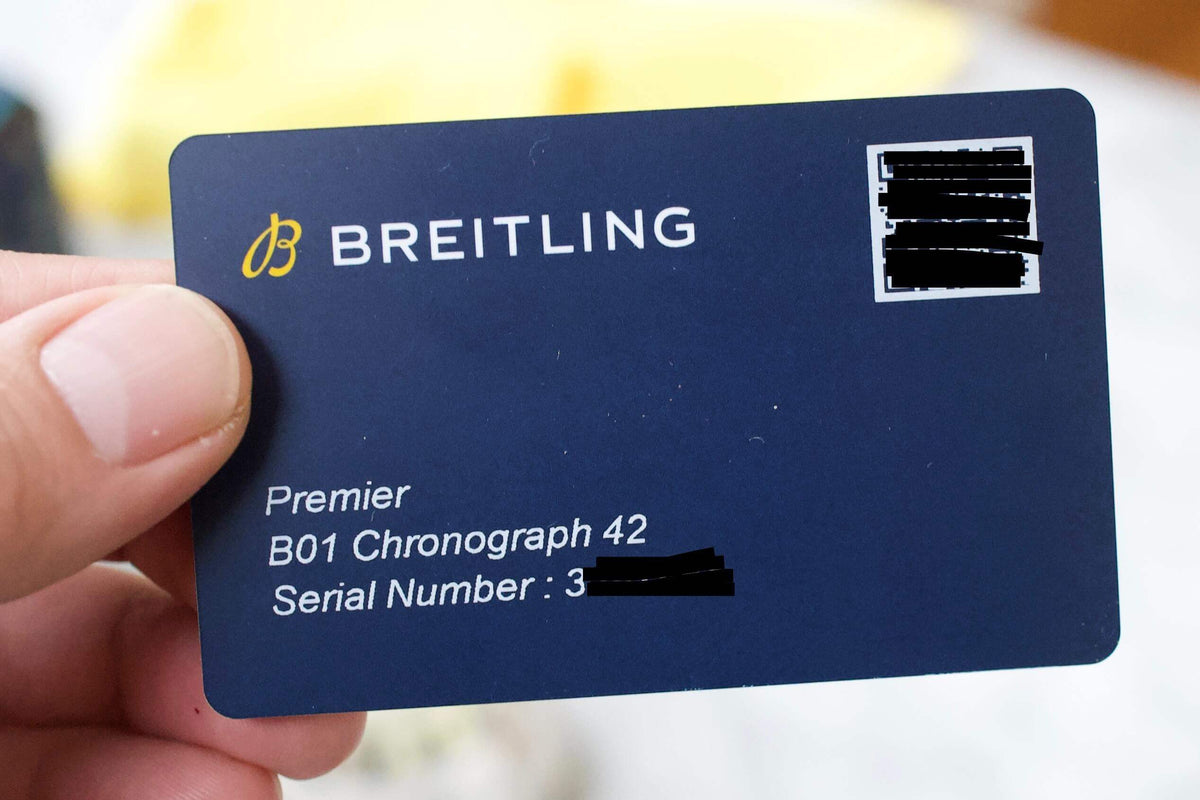 BREITLING
Premier
B01 Chronograph 42
Serial Number : 3